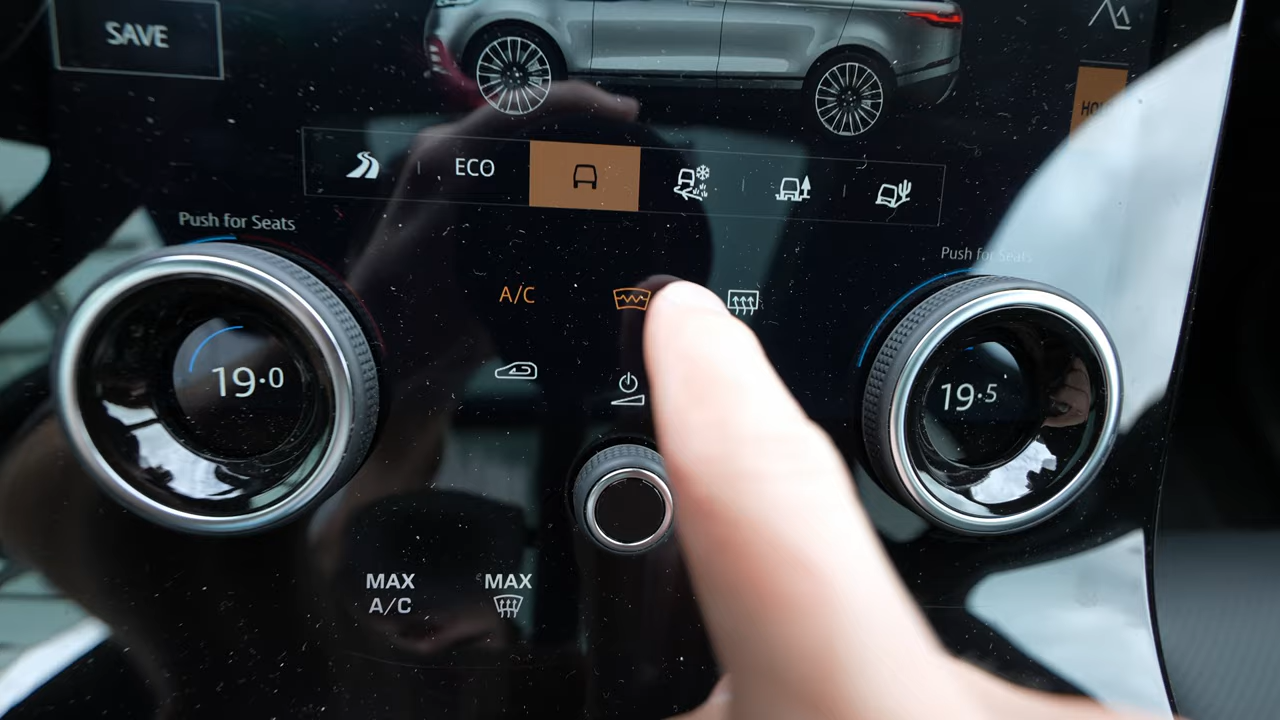 SAVE
ECO
Push for Seats
Push for Seats
A/C
19.0
19.5
MAX
A/C
MAX